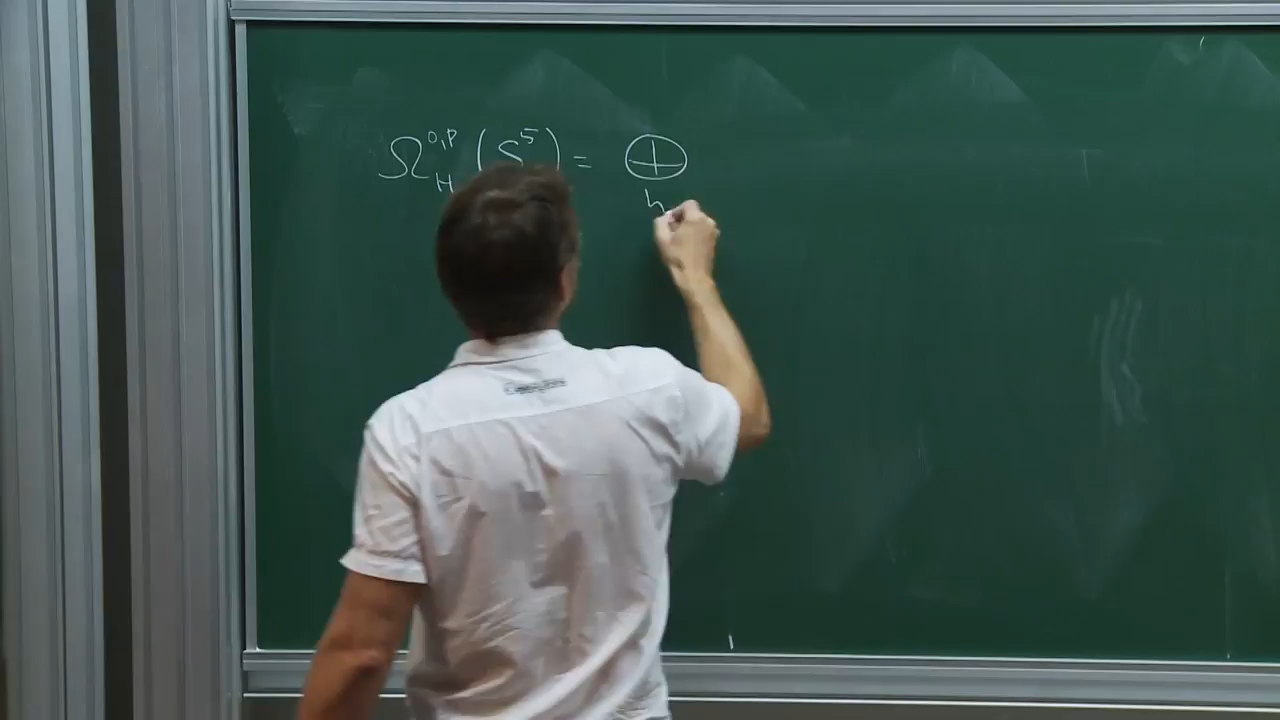 Ω_H^{0,p} (S^5) = ⊕
n